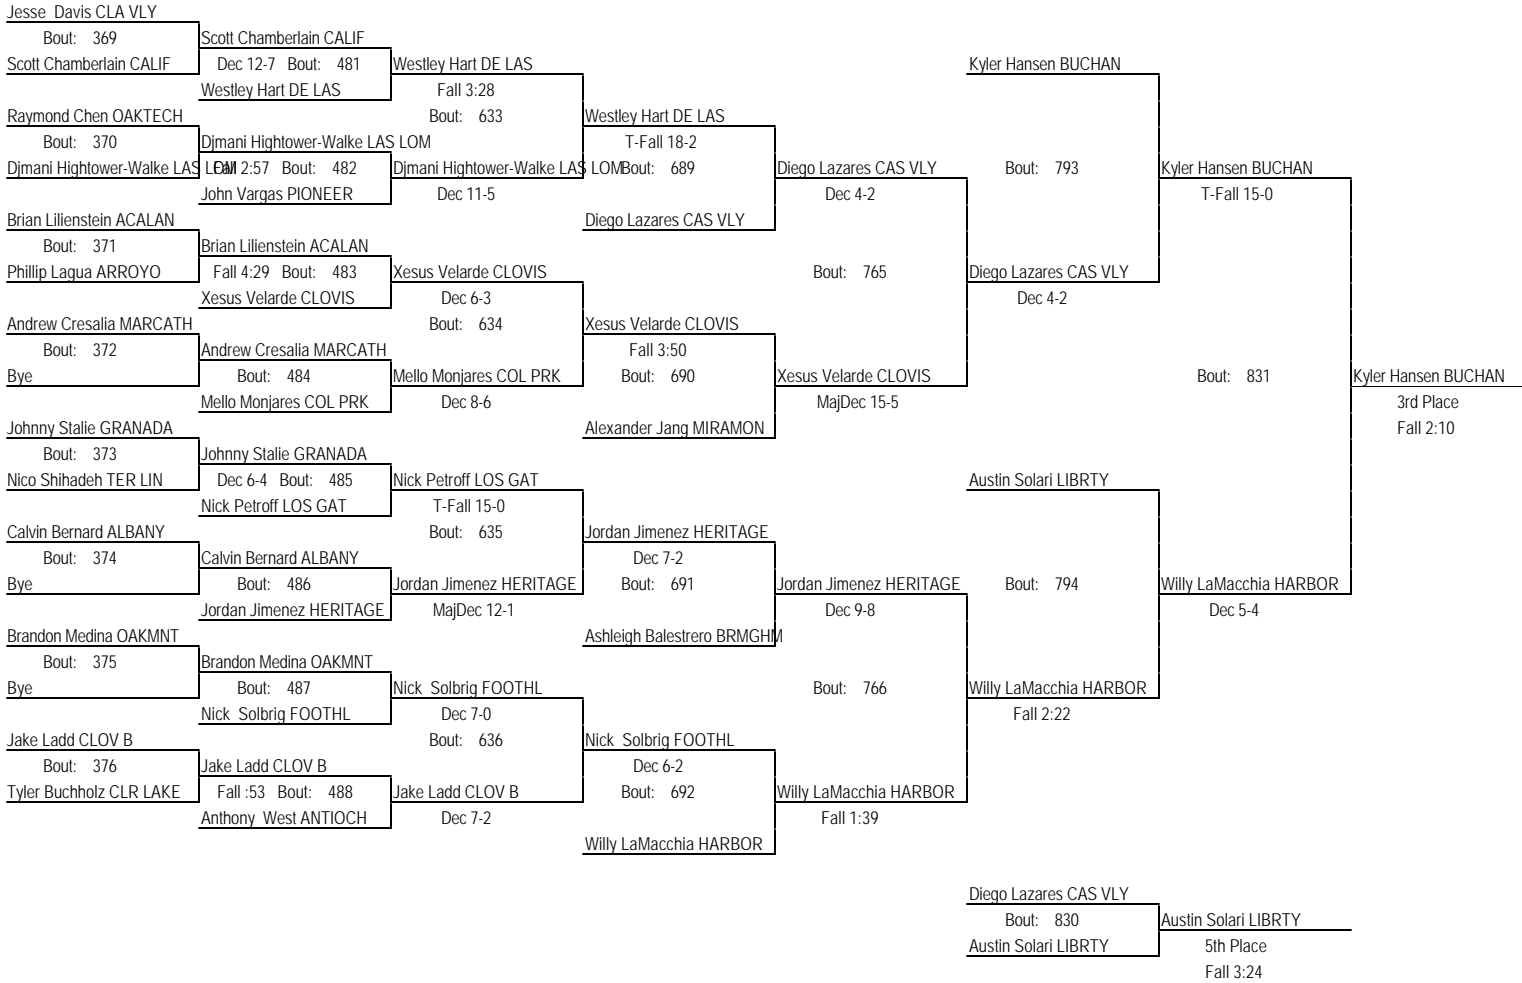 Jesse  Davis CLA VLY
Bout: 369
Scott Chamberlain CALIF
Raymond Chen OAKTECH
Bout: 370
Djmani Hightower-Walke LAS LOM
Brian Lilienstein ACALAN
Bout: 371
Phillip Lagua ARROYO
Andrew Cresalia MARCATH
Bout: 372
Bye
Johnny Stalie GRANADA
Bout: 373
Nico Shihadeh TER LIN
Calvin Bernard ALBANY
Bout: 374
Bye
Brandon Medina OAKMNT
Bout: 375
Bye
Jake Ladd CLOV B
Bout: 376
Tyler Buchholz CLR LAKE
Scott Chamberlain CALIF
Dec 12-7 Bout: 481
Westley Hart DE LAS
Djmani Hightower-Walke LAS LOM
Fall 2:57 Bout: 482
John Vargas PIONEER
Brian Lilienstein ACALAN
Fall 4:29 Bout: 483
Xesus Velarde CLOVIS
Andrew Cresalia MARCATH
Bout: 484
Mello Monjares COL PRK
Johnny Stalie GRANADA
Dec 6-4 Bout: 485
Nick Petroff LOS GAT
Calvin Bernard ALBANY
Bout: 486
Jordan Jimenez HERITAGE
Brandon Medina OAKMNT
Bout: 487
Nick  Solbrig FOOTHL
Jake Ladd CLOV B
Fall :53 Bout: 488
Anthony  West ANTIOCH
Westley Hart DE LAS
Fall 3:28
Bout: 633
Djmani Hightower-Walke LAS LOM
Dec 11-5
Xesus Velarde CLOVIS
Dec 6-3
Bout: 634
Mello Monjares COL PRK
Dec 8-6
Nick Petroff LOS GAT
T-Fall 15-0
Bout: 635
Jordan Jimenez HERITAGE
MajDec 12-1
Nick  Solbrig FOOTHL
Dec 7-0
Bout: 636
Jake Ladd CLOV B
Dec 7-2
Westley Hart DE LAS
T-Fall 18-2
Bout: 689
Diego Lazares CAS VLY
Xesus Velarde CLOVIS
Fall 3:50
Bout: 690
Alexander Jang MIRAMON
Jordan Jimenez HERITAGE
Dec 7-2
Bout: 691
Ashleigh Balestrero BRMGHM
Nick  Solbrig FOOTHL
Dec 6-2
Bout: 692
Willy LaMacchia HARBOR
Diego Lazares CAS VLY
Dec 4-2
Bout: 765
Xesus Velarde CLOVIS
MajDec 15-5
Jordan Jimenez HERITAGE
Dec 9-8
Bout: 766
Willy LaMacchia HARBOR
Fall 1:39
Kyler Hansen BUCHAN
Bout: 793
Diego Lazares CAS VLY
Dec 4-2
Austin Solari LIBRTY
Bout: 794
Willy LaMacchia HARBOR
Fall 2:22
Kyler Hansen BUCHAN
T-Fall 15-0
Bout: 831
Willy LaMacchia HARBOR
Dec 5-4
Kyler Hansen BUCHAN
3rd Place
Fall 2:10
Diego Lazares CAS VLY
Bout: 830
Austin Solari LIBRTY
Austin Solari LIBRTY
5th Place
Fall 3:24